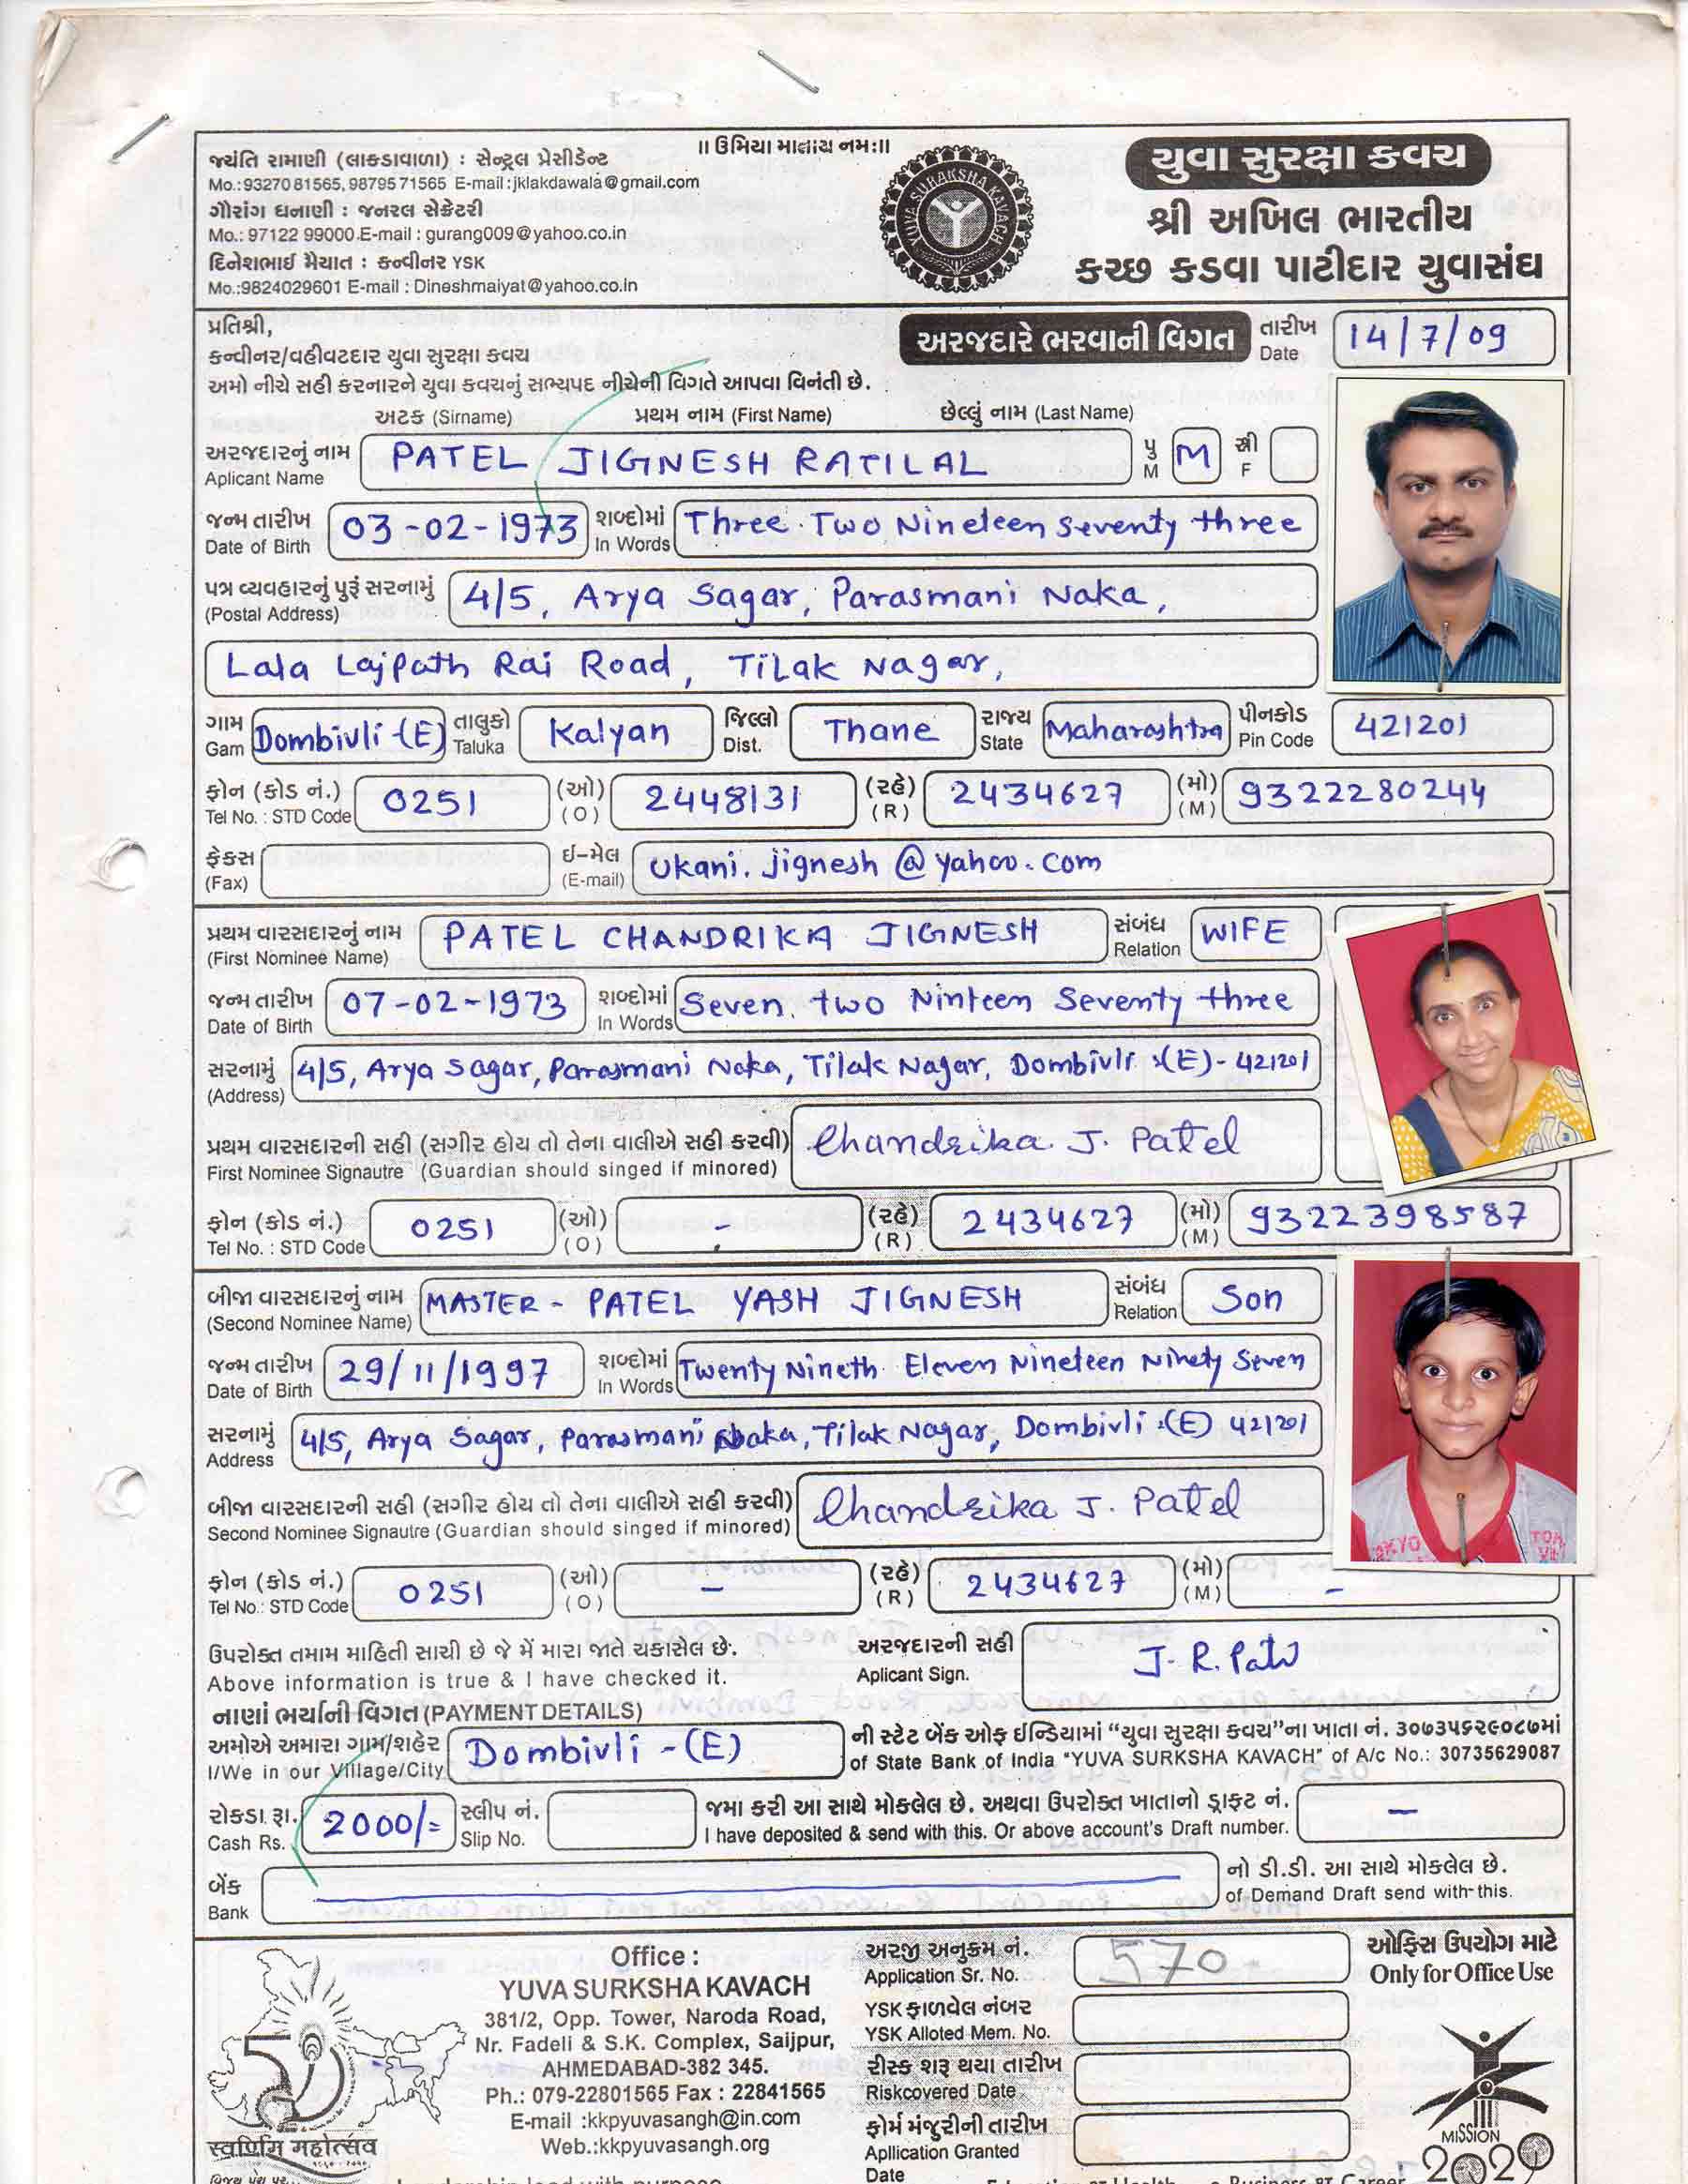 ॥ ઉમિયા માતાય નમઃ॥
જ્યંતિ રામાણી (લાકડાવાળા) : સેન્ટ્રલ પ્રેસીડેન્ટ
Mo.:93270 81565, 98795 71565 E-mail :jklakdawala@gmail.com
ગૌરાંગ ધનાણી : જનરલ સેક્રેટરી
Mo.: 97122 99000.E-mail : gurang009@yahoo.co.in
દિનેશભાઈ મૈયાત : કન્વીનર YSK
Mo.:9824029601 E-mail : Dineshmaiyat@yahoo.co.in
YUVA SURAKSHA KAVACH
યુવા સુરક્ષા કવચ
શ્રી અખિલ ભારતીય
કચ્છ કડવા પાટીદાર યુવાસંઘ
પ્રતિશ્રી,
કન્વીનર/વહીવટદાર યુવા સુરક્ષા કવચ
અમો નીચે સહી કરનારને યુવા કવચનું સભ્યપદ નીચેની વિગતે આપવા વિનંતી છે.
અરજદારે ભરવાની વિગત તારીખ Date 14/7/09
અટક (Sirname) પ્રથમ નામ (First Name) છેલ્લું નામ (Last Name)
અરજદારનું નામ Aplicant Name PATEL JIGNESH RATILAL પુ M M સ્ત્રી F
જન્મ તારીખ Date of Birth 03-02-1973 શબ્દોમાં In Words Three Two Nineteen Seventy three
પત્ર વ્યવહારનું પુરૂં સરનામું (Postal Address) 4/5, Arya Sagar, Parasmani Naka,
Lala Lajpath Rai Road, Tilak Nagar,
ગામ Gam Dombivli-(E) તાલુકો Taluka Kalyan જિલ્લો Dist. Thane રાજ્ય State Maharashtra પીનકોડ Pin Code 421201
ફોન (કોડ નં.) Tel No. : STD Code 0251 (ઓ) (O) 2448131 (રહે) (R) 2434627 (મો) (M) 9322280244
ફેક્સ (Fax) ઈ-મેલ (E-mail) Ukani.jignesh@yahoo.com
પ્રથમ વારસદારનું નામ (First Nominee Name) PATEL CHANDRIKA JIGNESH સંબંધ Relation WIFE
જન્મ તારીખ Date of Birth 07-02-1973 શબ્દોમાં In Words Seven two Ninteen Seventy three
સરનામું (Address) 4/5, Arya Sagar, Parasmani Naka, Tilak Nagar, Dombivli (E)-421201
પ્રથમ વારસદારની સહી (સગીર હોય તો તેના વાલીએ સહી કરવી) Chandrika. J. Patel
First Nominee Signautre (Guardian should singed if minored)
ફોન (કોડ નં.) Tel No. : STD Code 0251 (ઓ) (O) - (રહે) (R) 2434627 (મો) (M) 9322398587
બીજા વારસદારનું નામ (Second Nominee Name) MASTER - PATEL YASH JIGNESH સંબંધ Relation Son
જન્મ તારીખ Date of Birth 29/11/1997 શબ્દોમાં In Words Twenty Nineth Eleven Nineteen Ninety Seven
સરનામું Address 4/5, Arya Sagar, Parasmani Naka, Tilak Nagar, Dombivli (E) 421201
બીજા વારસદારની સહી (સગીર હોય તો તેના વાલીએ સહી કરવી) Chandrika J. Patel
Second Nominee Signautre (Guardian should singed if minored)
ફોન (કોડ નં.) Tel No.: STD Code 0251 (ઓ) (O) - (રહે) (R) 2434627 (મો) (M) -
ઉપરોક્ત તમામ માહિતી સાચી છે જે મેં મારા જાતે ચકાસેલ છે. અરજદારની સહી
Above information is true & I have checked it. Aplicant Sign. J. R. Patel
નાણાં ભર્યાની વિગત (PAYMENT DETAILS)
અમોએ અમારા ગામ/શહેર Dombivli -(E) ની સ્ટેટ બેંક ઓફ ઈન્ડિયામાં “યુવા સુરક્ષા કવચ”ના ખાતા નં. ૩૦૭૩૫૬૨૯૦૮૭માં
I/We in our Village/City of State Bank of India "YUVA SURKSHA KAVACH" of A/c No.: 30735629087
રોકડા રૂા. 2000/= સ્લીપ નં. જમા કરી આ સાથે મોકલેલ છે. અથવા ઉપરોક્ત ખાતાનો ડ્રાફ્ટ નં. -
Cash Rs. Slip No. I have deposited & send with this. Or above account's Draft number.
બેંક નો ડી.ડી. આ સાથે મોકલેલ છે.
Bank of Demand Draft send with-this.
स्वर्णिम महोत्सव
Office :
YUVA SURKSHA KAVACH
381/2, Opp. Tower, Naroda Road,
Nr. Fadeli & S.K. Complex, Saijpur,
AHMEDABAD-382 345.
Ph.: 079-22801565 Fax : 22841565
E-mail :kkpyuvasangh@in.com
Web.:kkpyuvasangh.org
અરજી અનુક્રમ નં. Application Sr. No. 570
YSK ફાળવેલ નંબર YSK Alloted Mem. No.
રીસ્ક શરૂ થયા તારીખ Riskcovered Date
ફોર્મ મંજુરીની તારીખ Apllication Granted Date
ઓફિસ ઉપયોગ માટે
Only for Office Use
MISSION
2020